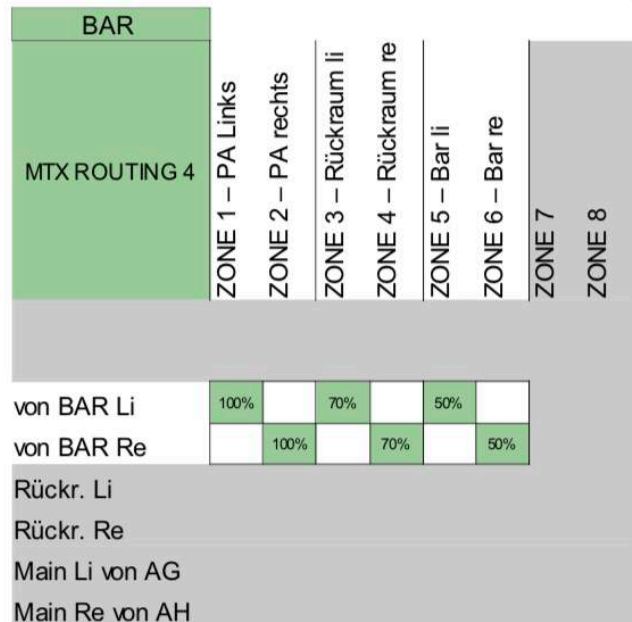 BAR
MTX ROUTING 4
ZONE 1 – PA Links
ZONE 2 – PA rechts
ZONE 3 – Rückraum li
ZONE 4 – Rückraum re
ZONE 5 – Bar li
ZONE 6 – Bar re
ZONE 7
ZONE 8
von BAR Li 100% 70% 50%
von BAR Re 100% 70% 50%
Rückr. Li
Rückr. Re
Main Li von AG
Main Re von AH